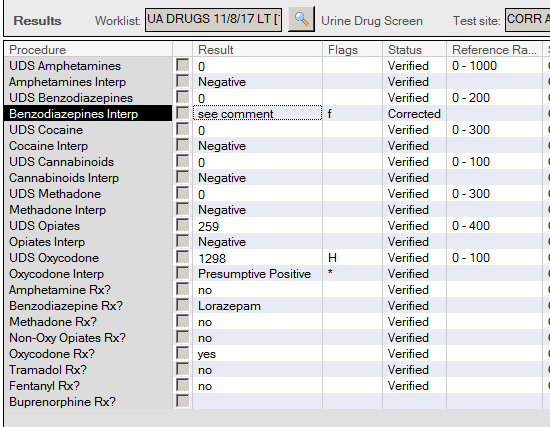 Results Worklist: UA DRUGS 11/8/17 LT [ Urine Drug Screen Test site: CORR A
Procedure Result Flags Status Reference Ra...
UDS Amphetamines 0 Verified 0 - 1000
Amphetamines Interp Negative Verified
UDS Benzodiazepines 0 Verified 0 - 200
Benzodiazepines Interp see comment f Corrected
UDS Cocaine 0 Verified 0 - 300
Cocaine Interp Negative Verified
UDS Cannabinoids 0 Verified 0 - 100
Cannabinoids Interp Negative Verified
UDS Methadone 0 Verified 0 - 300
Methadone Interp Negative Verified
UDS Opiates 259 Verified 0 - 400
Opiates Interp Negative Verified
UDS Oxycodone 1298 H Verified 0 - 100
Oxycodone Interp Presumptive Positive * Verified
Amphetamine Rx? no Verified
Benzodiazepine Rx? Lorazepam Verified
Methadone Rx? no Verified
Non-Oxy Opiates Rx? no Verified
Oxycodone Rx? yes Verified
Tramadol Rx? no Verified
Fentanyl Rx? no Verified
Buprenorphine Rx?